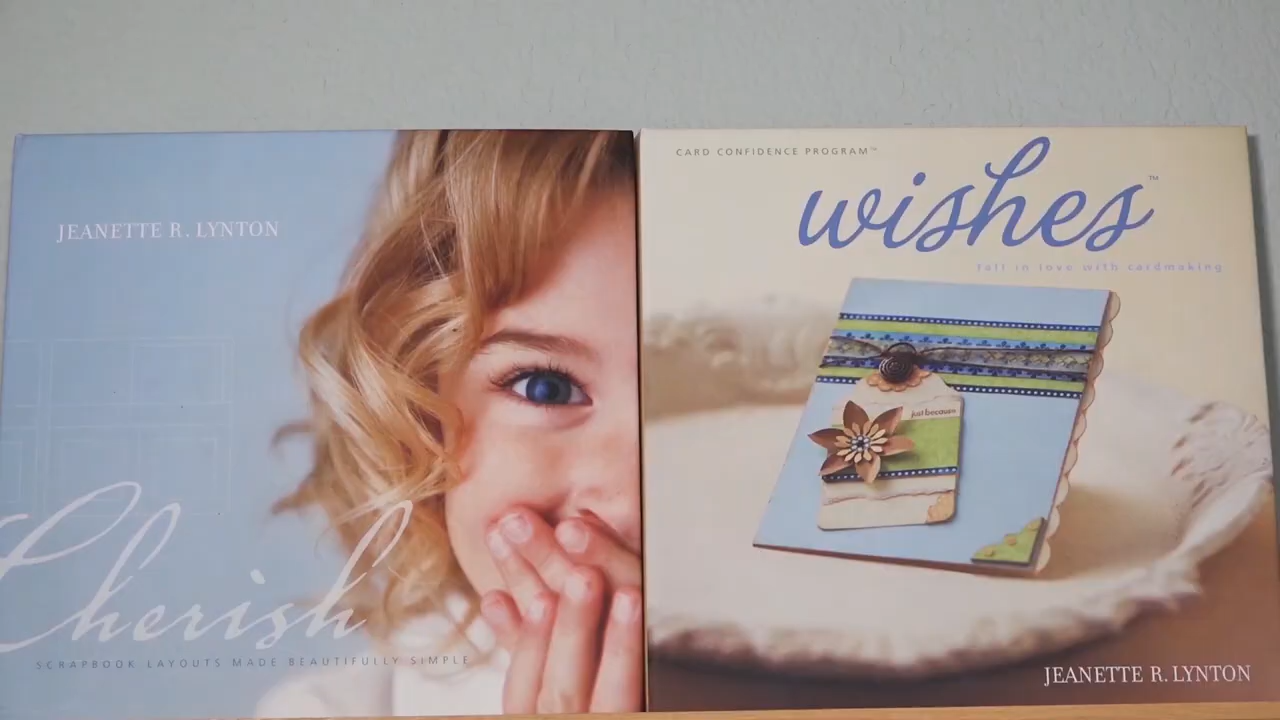 JEANETTE R. LYNTON
Cherish
SCRAPBOOK LAYOUTS MADE BEAUTIFULLY SIMPLE
CARD CONFIDENCE PROGRAM™
wishes™
fall in love with cardmaking
just because
JEANETTE R. LYNTON